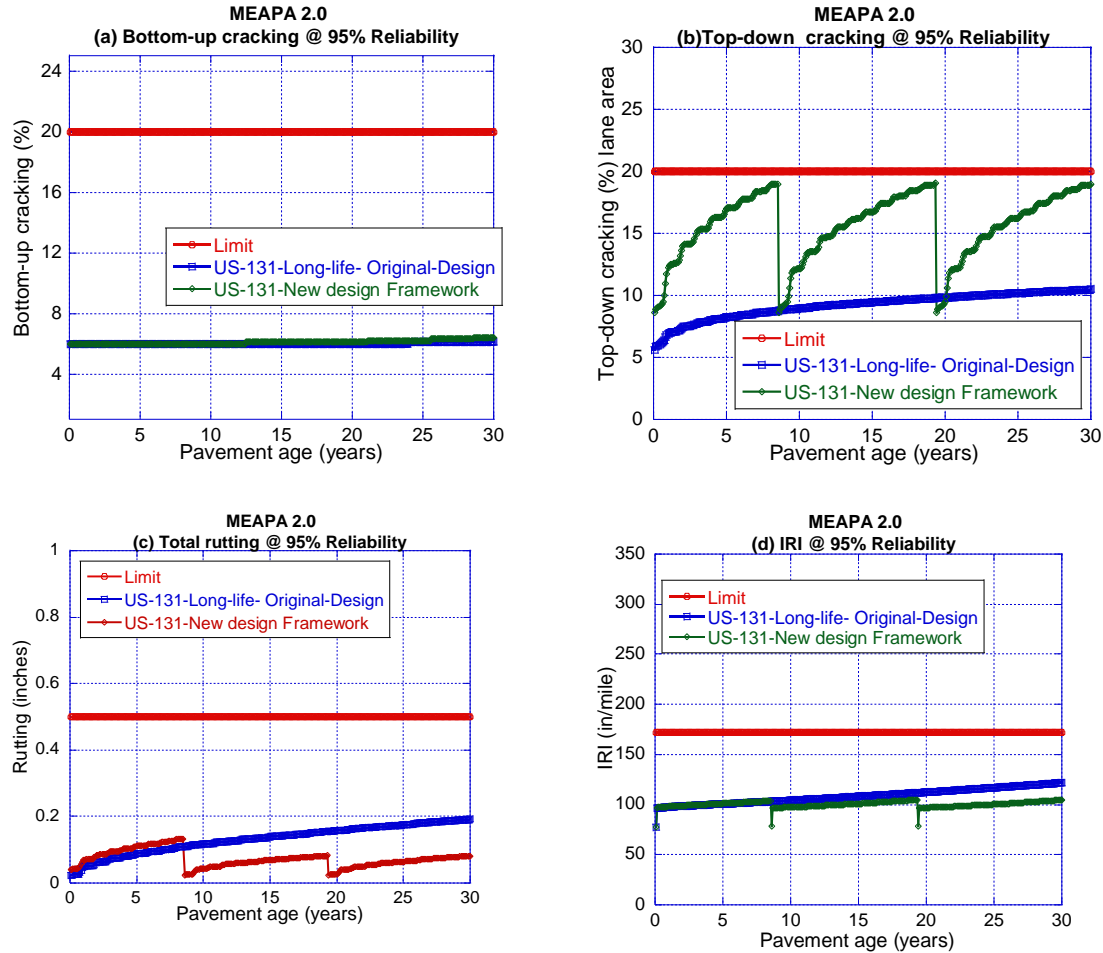 MEAPA 2.0
(a) Bottom-up cracking @ 95% Reliability
Bottom-up cracking (%)
24
20
16
12
8
4
Limit
US-131-Long-life- Original-Design
US-131-New design Framework
0 5 10 15 20 25 30
Pavement age (years)
MEAPA 2.0
(b)Top-down cracking @ 95% Reliability
Top-down cracking (%) lane area
30
25
20
15
10
5
0
Limit
US-131-Long-life- Original-Design
US-131-New design Framework
0 5 10 15 20 25 30
Pavement age (years)
MEAPA 2.0
(c) Total rutting @ 95% Reliability
Rutting (inches)
1
0.8
0.6
0.4
0.2
0
Limit
US-131-Long-life- Original-Design
US-131-New design Framework
0 5 10 15 20 25 30
Pavement age (years)
MEAPA 2.0
(d) IRI @ 95% Reliability
IRI (in/mile)
350
300
250
200
150
100
50
0
Limit
US-131-Long-life- Original-Design
US-131-New design Framework
0 5 10 15 20 25 30
Pavement age (years)